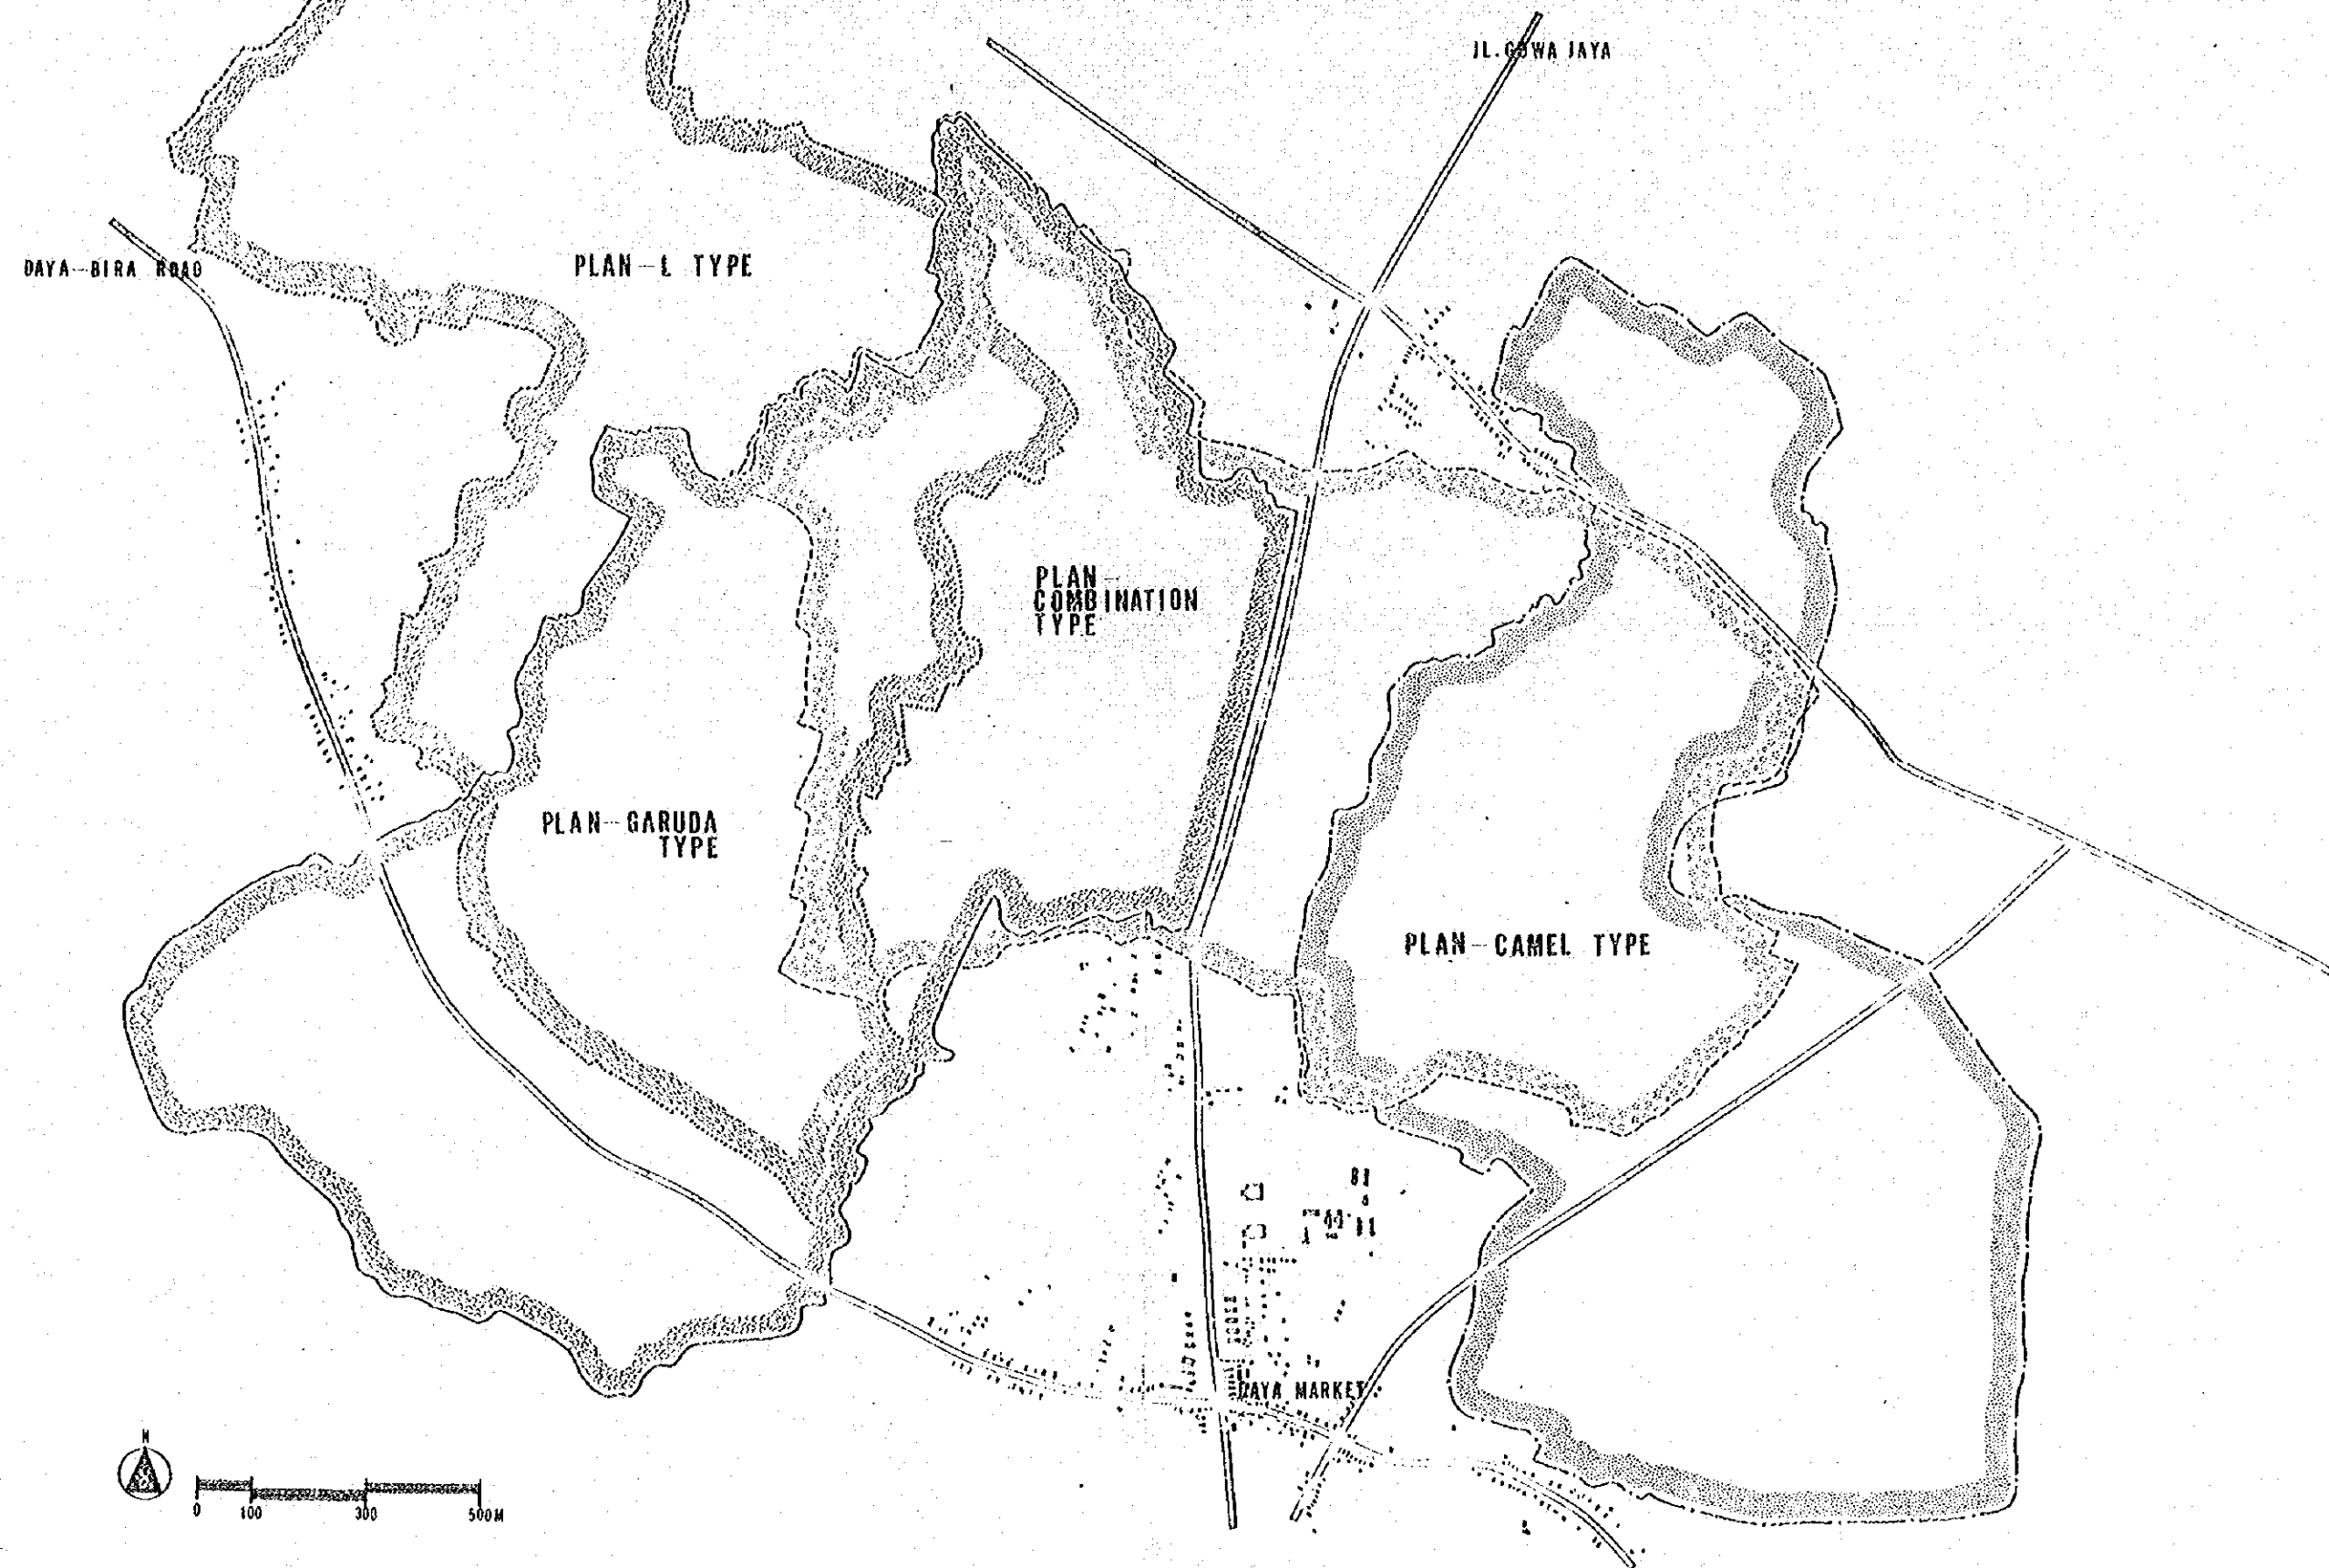 JL. GOWA JAYA
DAYA-BIRA ROAD
PLAN-L TYPE
PLAN
COMBINATION
TYPE
PLAN-GARUDA
TYPE
PLAN-CAMEL TYPE
DAYA MARKET
N
0 100 300 500M